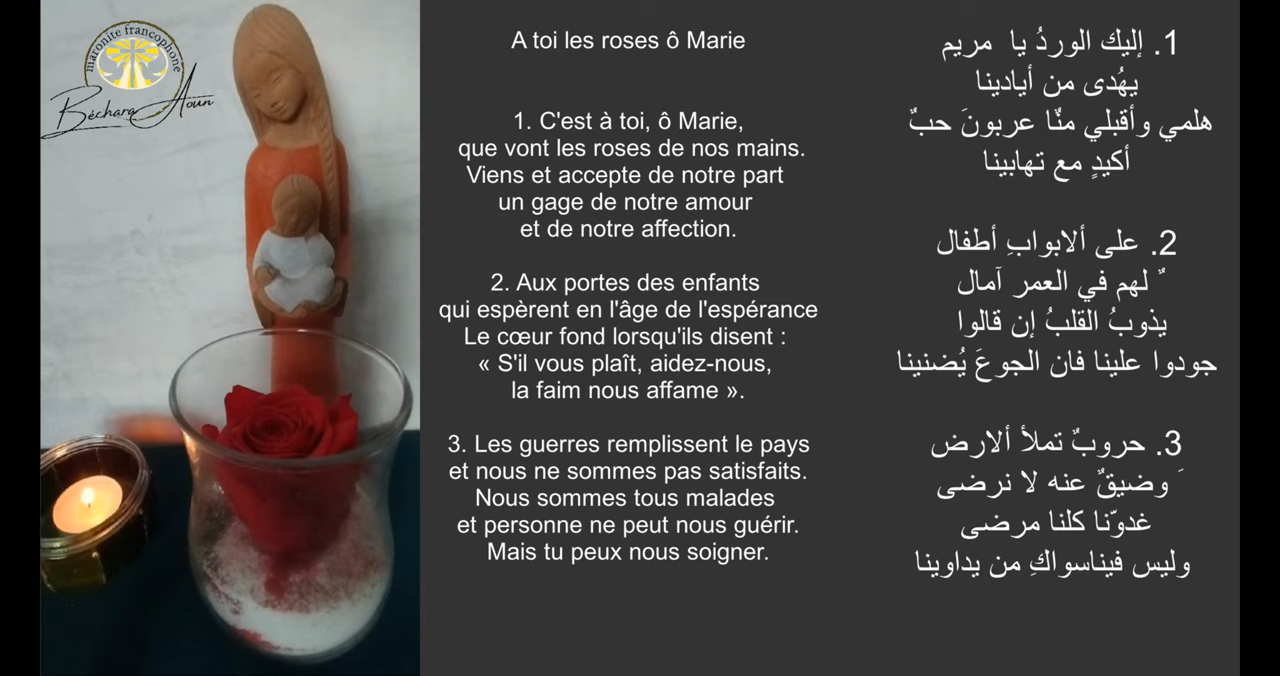 maronite francophone
Béchara Aoun
A toi les roses ô Marie
1. C'est à toi, ô Marie,
que vont les roses de nos mains.
Viens et accepte de notre part
un gage de notre amour
et de notre affection.
2. Aux portes des enfants
qui espèrent en l'âge de l'espérance
Le cœur fond lorsqu'ils disent :
« S'il vous plaît, aidez-nous,
la faim nous affame ».
3. Les guerres remplissent le pays
et nous ne sommes pas satisfaits.
Nous sommes tous malades
et personne ne peut nous guérir.
Mais tu peux nous soigner.
1. إليك الوردُ يا مريم
يهُدى من أيادينا
هلمي وأقبلي منّا عربونَ حبٌ
أكيدٍ مع تهابينا
2. على ألابوابِ أطفال
ٌ لهم في العمر آمال
يذوبُ القلبُ إن قالوا
جودوا علينا فان الجوعَ يُضنينا
3. حروبٌ تملأ ألارض
َ وضيقٌ عنه لا نرضى
غدوّنا كلنا مرضى
وليس فيناسواكِ من يداوينا